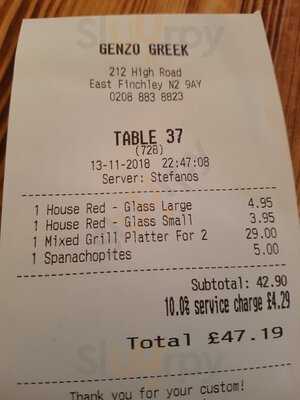 GENZO GREEK
212 High Road
East Finchley N2 9AY
0208 883 8823
TABLE 37
(728)
13-11-2018 22:47:08
Server: Stefanos
1 House Red - Glass Large 4.95
1 House Red - Glass Small 3.95
1 Mixed Grill Platter For 2 29.00
1 Spanachopites 5.00
Subtotal: 42.90
10.0% service charge £4.29
Total £47.19
Thank you for your custom!